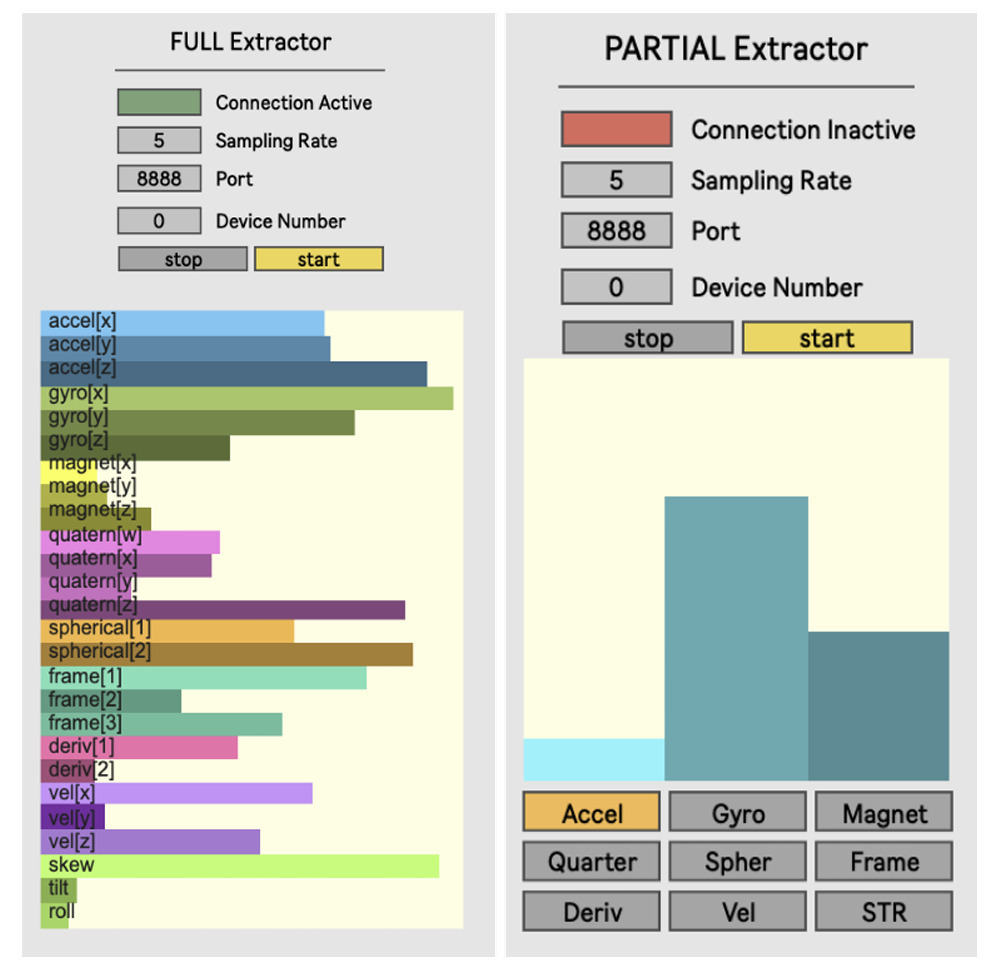 FULL Extractor
Connection Active
5 Sampling Rate
8888 Port
0 Device Number
stop start
accel[x]
accel[y]
accel[z]
gyro[x]
gyro[y]
gyro[z]
magnet[x]
magnet[y]
magnet[z]
quatern[w]
quatern[x]
quatern[y]
quatern[z]
spherical[1]
spherical[2]
frame[1]
frame[2]
frame[3]
deriv[1]
deriv[2]
vel[x]
vel[y]
vel[z]
skew
tilt
roll
PARTIAL Extractor
Connection Inactive
5 Sampling Rate
8888 Port
0 Device Number
stop start
Accel Gyro Magnet
Quarter Spher Frame
Deriv Vel STR